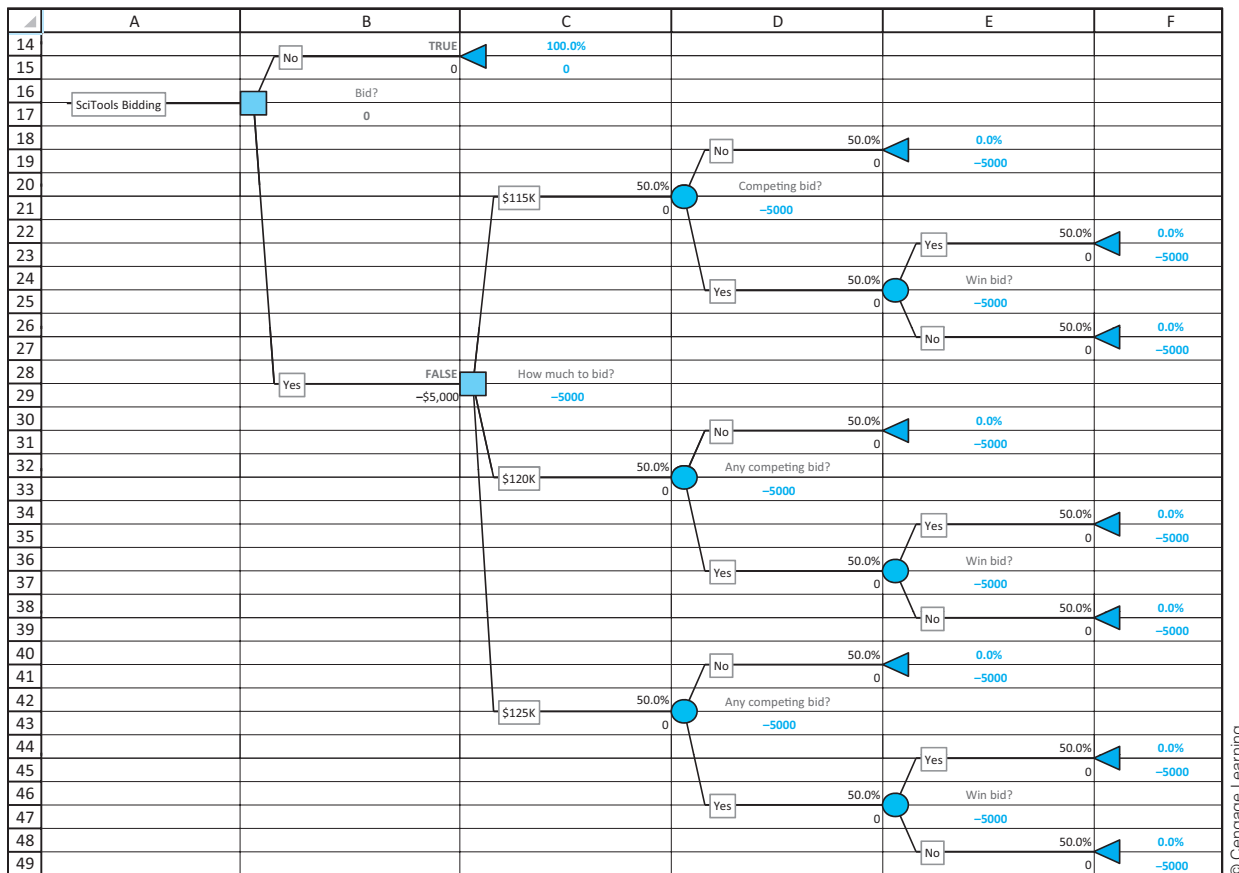 A B C D E F
14 TRUE 100.0%
No
15 0 0
16 Bid?
SciTools Bidding
17 0
18 50.0% 0.0%
No
19 0 –5000
20 50.0% Competing bid?
$115K
21 0 –5000
22 50.0% 0.0%
Yes
23 0 –5000
24 50.0% Win bid?
Yes
25 0 –5000
26 50.0% 0.0%
No
27 0 –5000
28 FALSE How much to bid?
Yes
29 –$5,000 –5000
30 50.0% 0.0%
No
31 0 –5000
32 50.0% Any competing bid?
$120K
33 0 –5000
34 50.0% 0.0%
Yes
35 0 –5000
36 50.0% Win bid?
Yes
37 0 –5000
38 50.0% 0.0%
No
39 0 –5000
40 50.0% 0.0%
No
41 0 –5000
42 50.0% Any competing bid?
$125K
43 0 –5000
44 50.0% 0.0%
Yes
45 0 –5000
46 50.0% Win bid?
Yes
47 0 –5000
48 50.0% 0.0%
No
49 0 –5000
© Cengage Learning